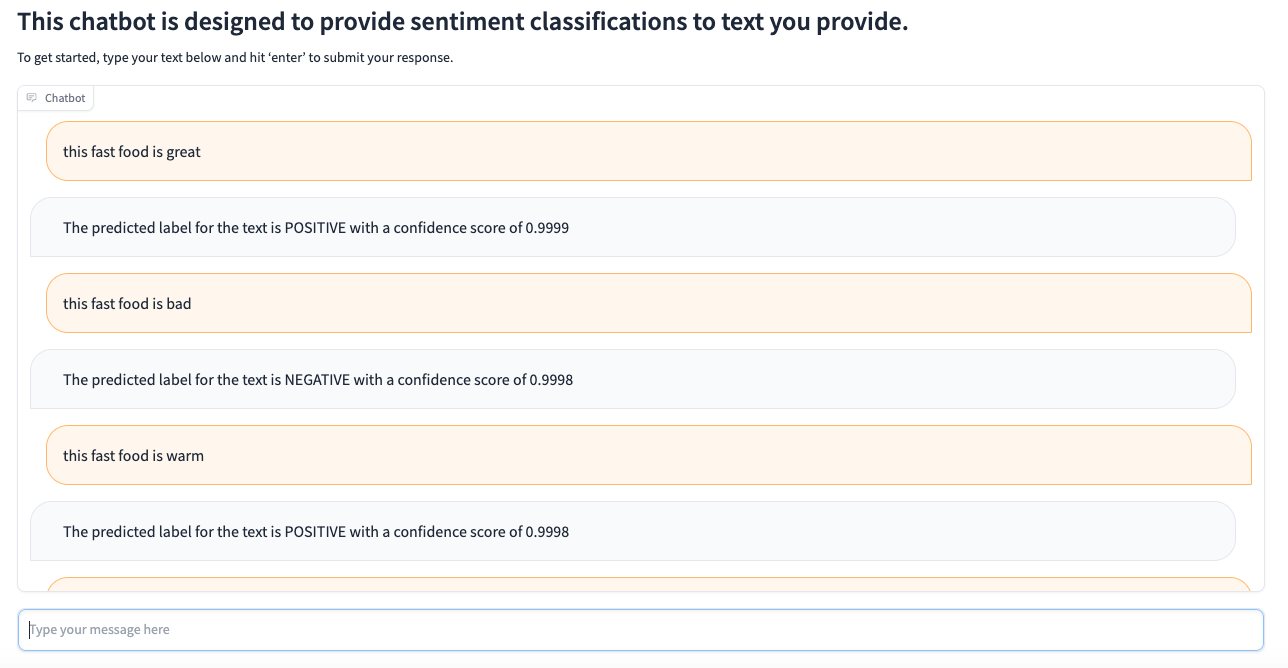 This chatbot is designed to provide sentiment classifications to text you provide.
To get started, type your text below and hit ‘enter’ to submit your response.
Chatbot
this fast food is great
The predicted label for the text is POSITIVE with a confidence score of 0.9999
this fast food is bad
The predicted label for the text is NEGATIVE with a confidence score of 0.9998
this fast food is warm
The predicted label for the text is POSITIVE with a confidence score of 0.9998
Type your message here